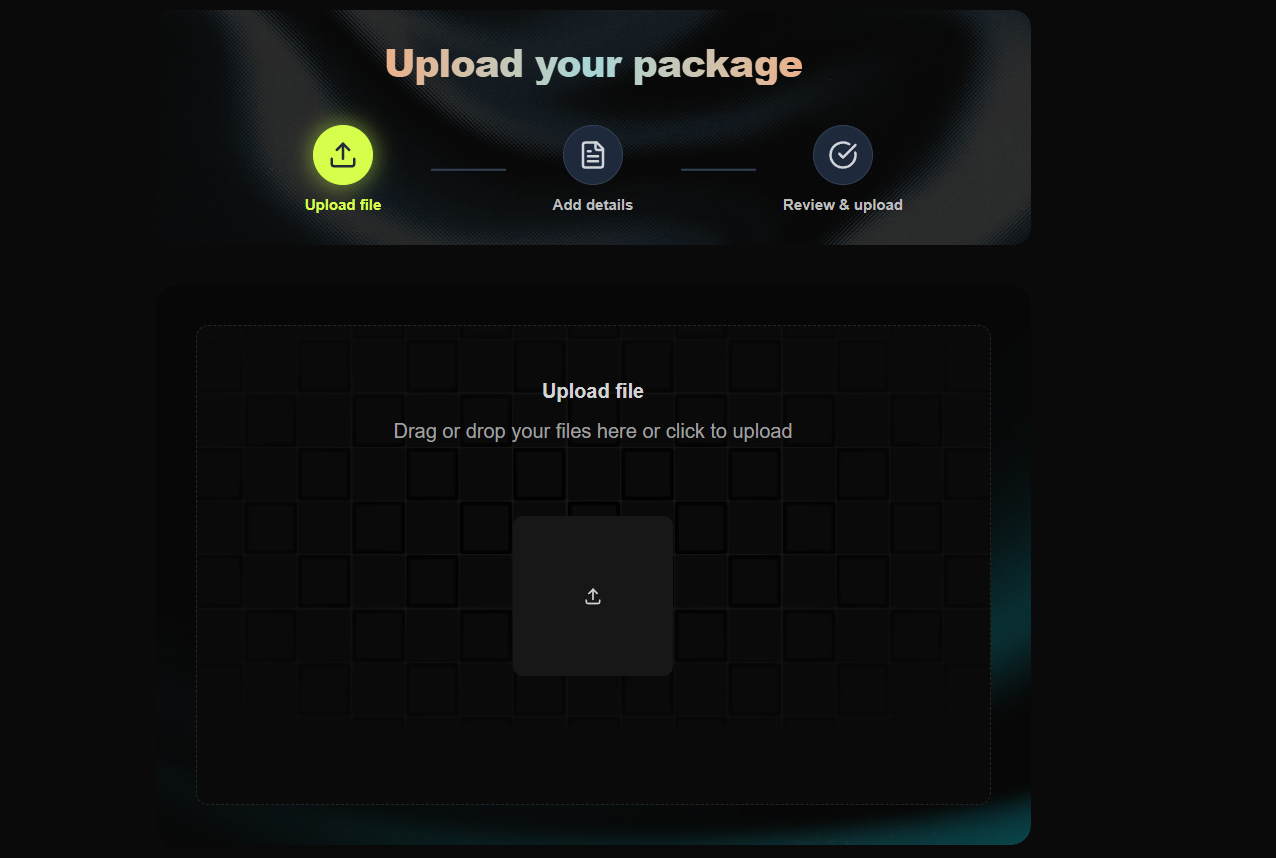 Upload your package
Upload file
Add details
Review & upload
Upload file
Drag or drop your files here or click to upload